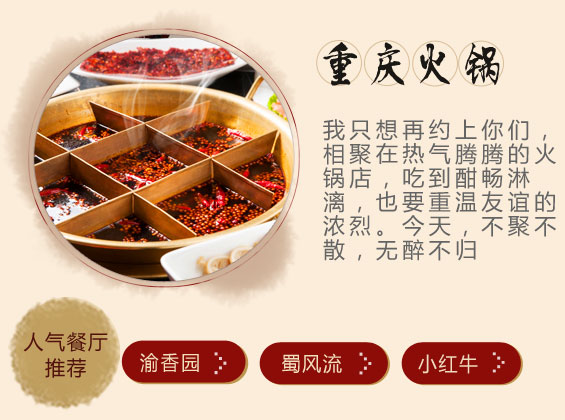 重庆火锅
我只想再约上你们，
相聚在热气腾腾的火
锅店，吃到酣畅淋
漓，也要重温友谊的
浓烈。今天，不聚不
散，无醉不归
人气餐厅
推荐
渝香园
蜀风流
小红牛